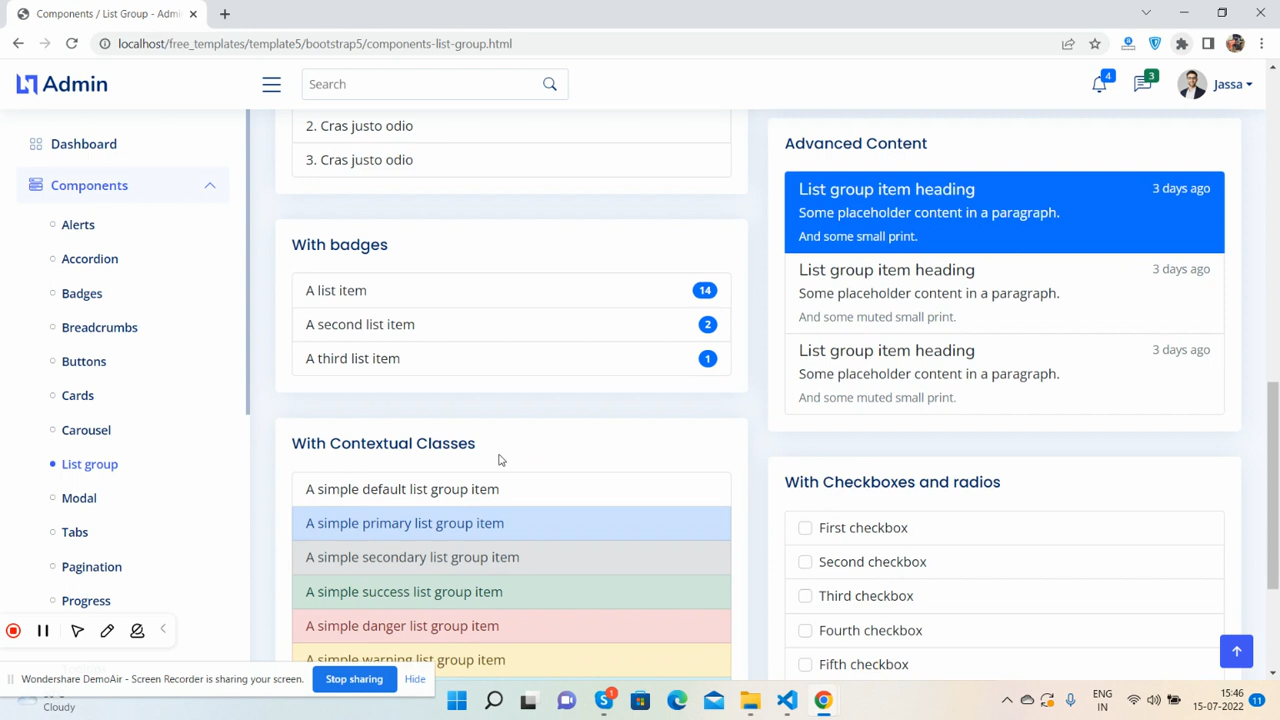 Components / List Group - Admi
localhost/free_templates/template5/bootstrap5/components-list-group.html
Admin
Search
4
3
Jassa
Dashboard
Components
Alerts
Accordion
Badges
Breadcrumbs
Buttons
Cards
Carousel
List group
Modal
Tabs
Pagination
Progress
2. Cras justo odio
3. Cras justo odio
With badges
A list item 14
A second list item 2
A third list item 1
With Contextual Classes
A simple default list group item
A simple primary list group item
A simple secondary list group item
A simple success list group item
A simple danger list group item
A simple warning list group item
Advanced Content
List group item heading 3 days ago
Some placeholder content in a paragraph.
And some small print.
List group item heading 3 days ago
Some placeholder content in a paragraph.
And some muted small print.
List group item heading 3 days ago
Some placeholder content in a paragraph.
And some muted small print.
With Checkboxes and radios
First checkbox
Second checkbox
Third checkbox
Fourth checkbox
Fifth checkbox
Wondershare DemoAir - Screen Recorder is sharing your screen. Stop sharing Hide
Cloudy
1
ENG
IN
15:46
15-07-2022
11